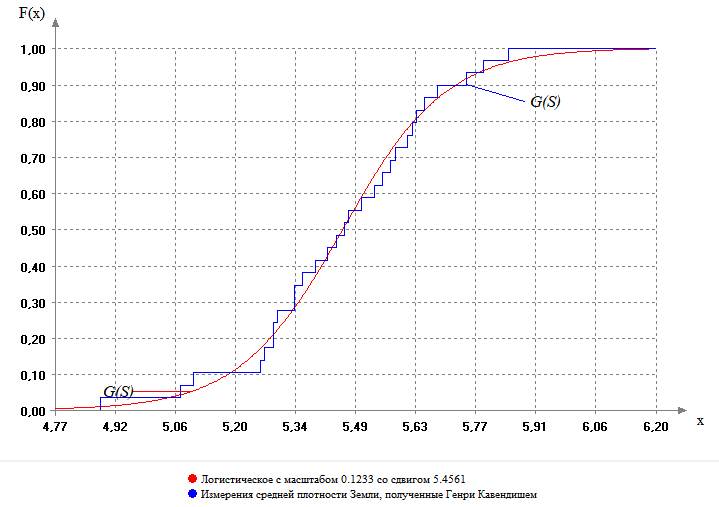 F(x)
1,00
0,90
G(S)
0,80
0,70
0,60
0,50
0,40
0,30
0,20
0,10
G(S)
0,00
4,77 4,92 5,06 5,20 5,34 5,49 5,63 5,77 5,91 6,06 6,20 x
Логистическое с масштабом 0.1233 со сдвигом 5.4561
Измерения средней плотности Земли, полученные Генри Кавендишем